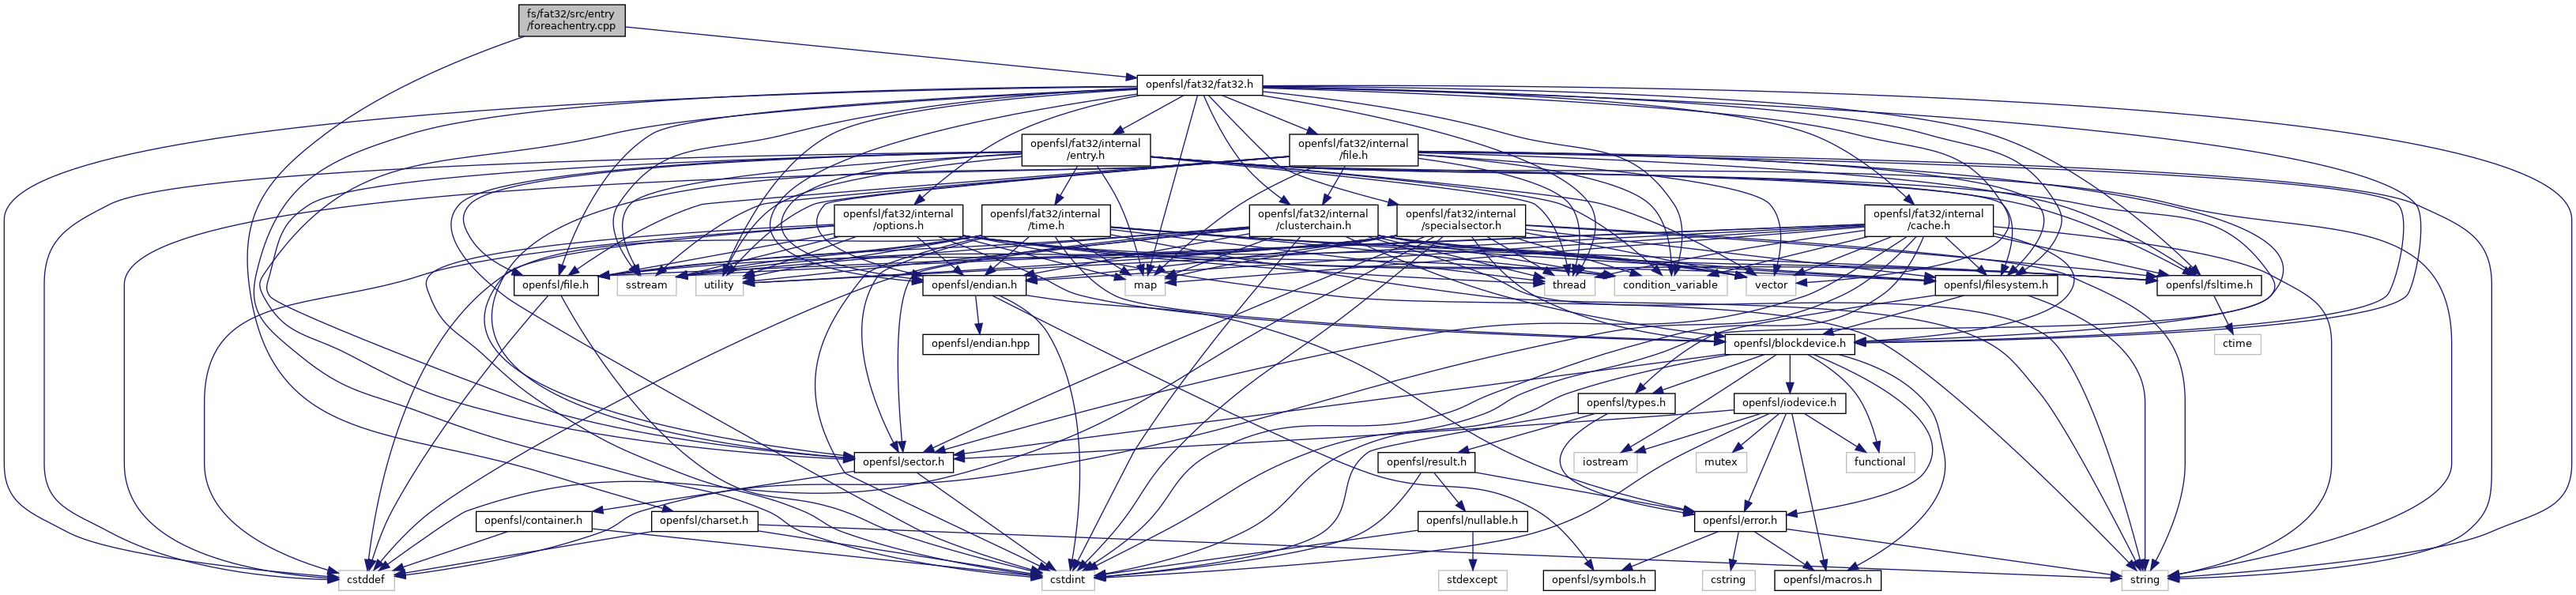 fs/fat32/src/entry
/foreachentry.cpp
openfsl/fat32/fat32.h
openfsl/fat32/internal
/entry.h
openfsl/fat32/internal
/file.h
openfsl/fat32/internal
/options.h
openfsl/fat32/internal
/time.h
openfsl/fat32/internal
/clusterchain.h
openfsl/fat32/internal
/specialsector.h
openfsl/fat32/internal
/cache.h
openfsl/file.h
sstream
utility
openfsl/endian.h
map
thread
condition_variable
vector
openfsl/filesystem.h
openfsl/fsltime.h
openfsl/endian.hpp
openfsl/blockdevice.h
ctime
openfsl/types.h
openfsl/iodevice.h
openfsl/sector.h
openfsl/result.h
iostream
mutex
functional
openfsl/container.h
openfsl/charset.h
openfsl/nullable.h
openfsl/error.h
cstddef
cstdint
stdexcept
openfsl/symbols.h
cstring
openfsl/macros.h
string